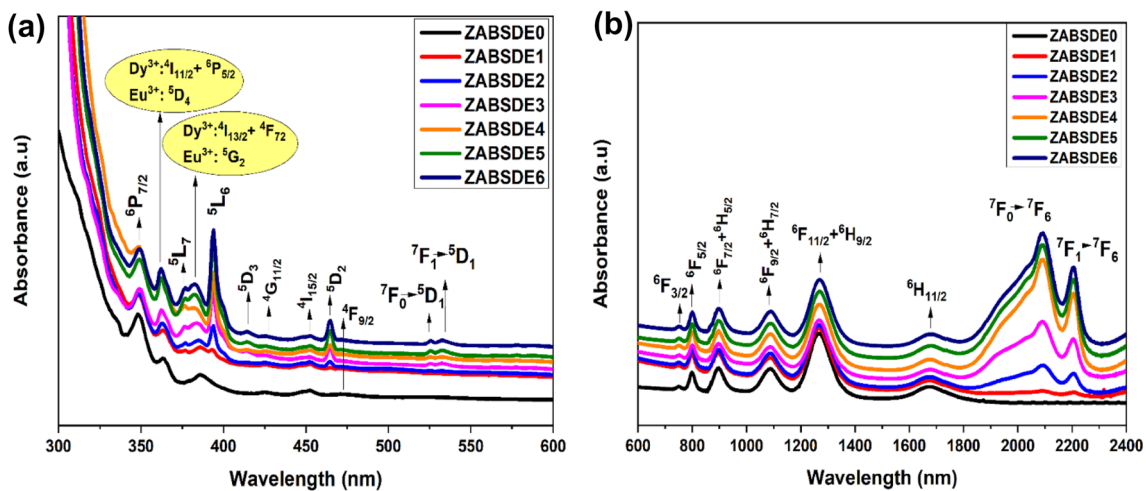 (a)
ZABSDE0
ZABSDE1
ZABSDE2
ZABSDE3
ZABSDE4
ZABSDE5
ZABSDE6
Dy³⁺:⁴I₁₁/₂+ ⁶P₅/₂
Eu³⁺: ⁵D₄
Dy³⁺:⁴I₁₃/₂+ ⁴F₇₂
Eu³⁺: ⁵G₂
⁶P₇/₂
⁵L₇
⁵L₆
⁵D₃
⁴G₁₁/₂
⁴I₁₅/₂
⁵D₂
⁴F₉/₂
⁷F₀→⁵D₁
⁷F₁→⁵D₁
Absorbance (a.u)
300 350 400 450 500 550 600
Wavelength (nm)
(b)
ZABSDE0
ZABSDE1
ZABSDE2
ZABSDE3
ZABSDE4
ZABSDE5
ZABSDE6
⁶F₃/₂
⁶F₅/₂
⁶F₇/₂+⁶H₅/₂
⁶F₉/₂+⁶H₇/₂
⁶F₁₁/₂+⁶H₉/₂
⁶H₁₁/₂
⁷F₀→⁷F₆
⁷F₁→⁷F₆
Absorbance (a.u)
600 800 1000 1200 1400 1600 1800 2000 2200 2400
Wavelength (nm)